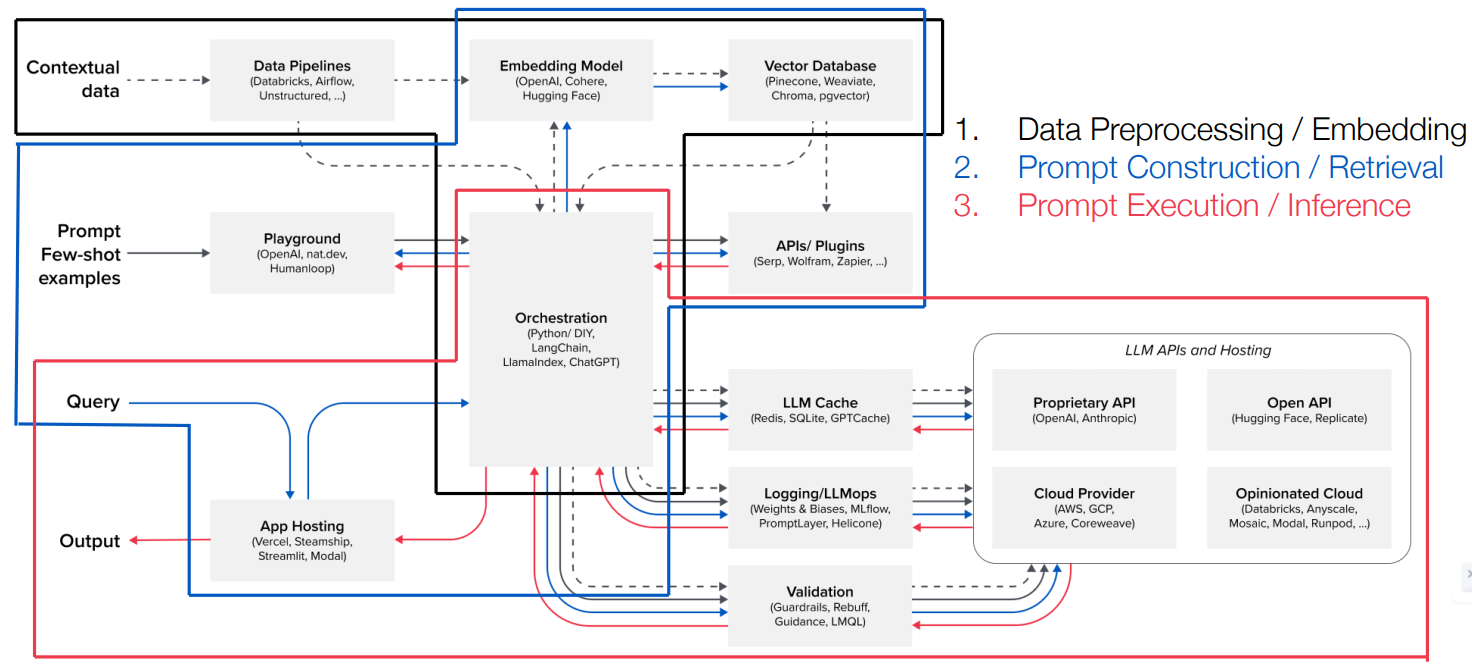 Contextual
data
Data Pipelines
(Databricks, Airflow,
Unstructured, ...)
Embedding Model
(OpenAI, Cohere,
Hugging Face)
Vector Database
(Pinecone, Weaviate,
Chroma, pgvector)
1. Data Preprocessing / Embedding
2. Prompt Construction / Retrieval
3. Prompt Execution / Inference
Prompt
Few-shot
examples
Playground
(OpenAI, nat.dev,
Humanloop)
APIs/ Plugins
(Serp, Wolfram, Zapier, ...)
Orchestration
(Python/ DIY,
LangChain,
LlamaIndex, ChatGPT)
LLM APIs and Hosting
Query
LLM Cache
(Redis, SQLite, GPTCache)
Proprietary API
(OpenAI, Anthropic)
Open API
(Hugging Face, Replicate)
Logging/LLMops
(Weights & Biases, MLflow,
PromptLayer, Helicone)
Cloud Provider
(AWS, GCP,
Azure, Coreweave)
Opinionated Cloud
(Databricks, Anyscale,
Mosaic, Modal, Runpod, ...)
Output
App Hosting
(Vercel, Steamship,
Streamlit, Modal)
Validation
(Guardrails, Rebuff,
Guidance, LMQL)